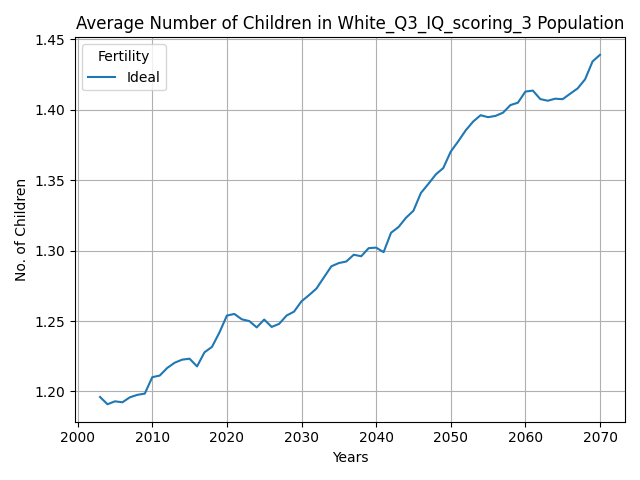 Average Number of Children in White_Q3_IQ_scoring_3 Population
Fertility
Ideal
No. of Children
1.45
1.40
1.35
1.30
1.25
1.20
2000 2010 2020 2030 2040 2050 2060 2070
Years